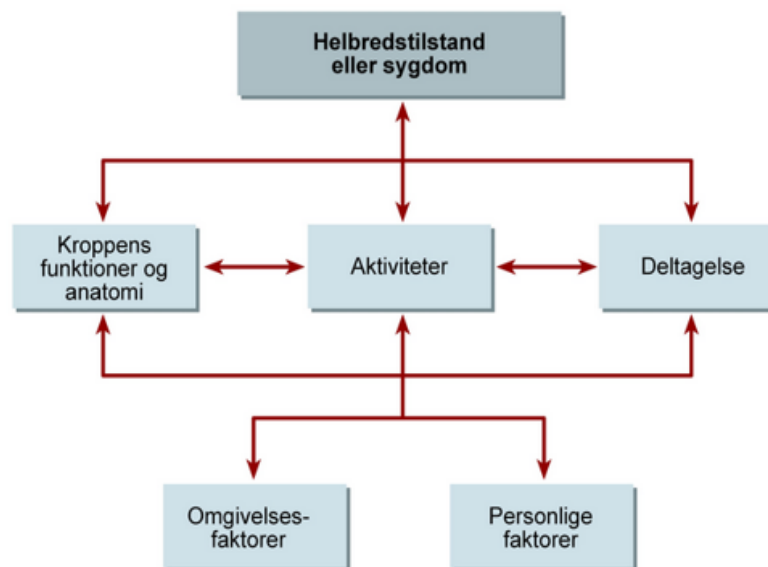 Helbredstilstand
eller sygdom
Kroppens
funktioner og
anatomi
Aktiviteter
Deltagelse
Omgivelses-
faktorer
Personlige
faktorer